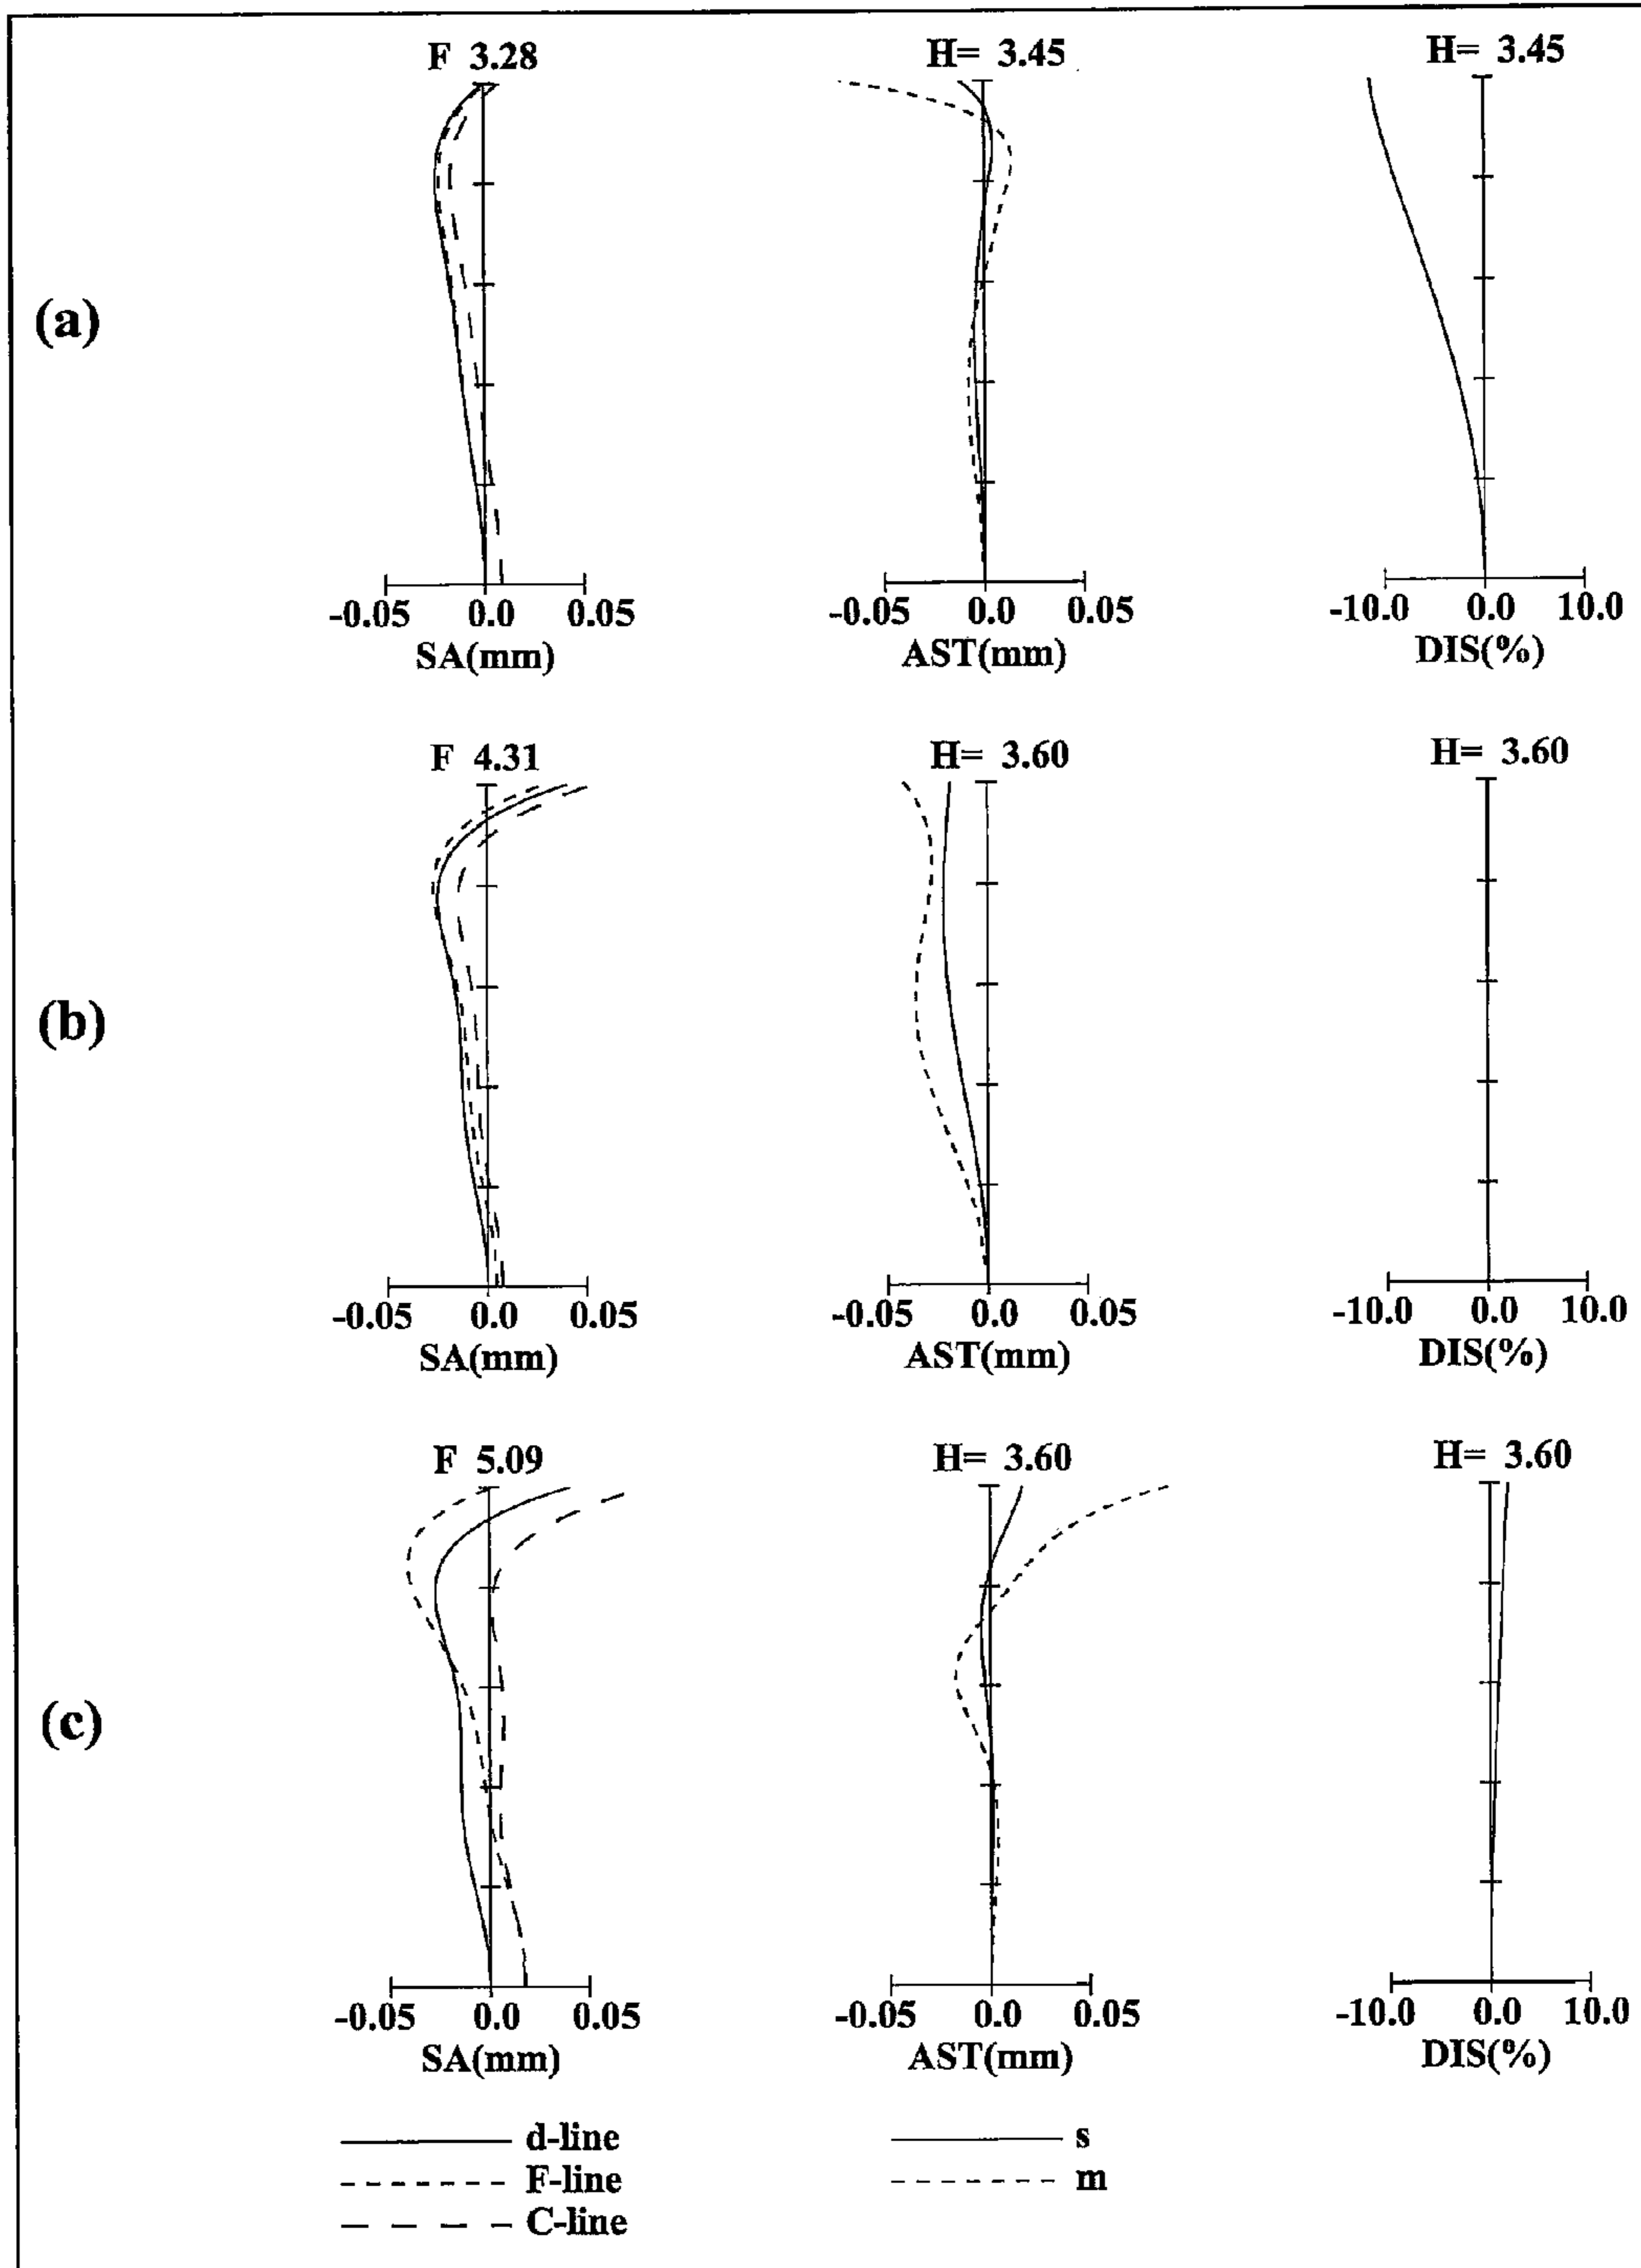 F 3.28 H= 3.45 H= 3.45
(a)
-0.05 0.0 0.05 -0.05 0.0 0.05 -10.0 0.0 10.0
SA(mm) AST(mm) DIS(%)
F 4.31 H= 3.60 H= 3.60
(b)
-0.05 0.0 0.05 -0.05 0.0 0.05 -10.0 0.0 10.0
SA(mm) AST(mm) DIS(%)
F 5.09 H= 3.60 H= 3.60
(c)
-0.05 0.0 0.05 -0.05 0.0 0.05 -10.0 0.0 10.0
SA(mm) AST(mm) DIS(%)
d-line s
F-line m
C-line